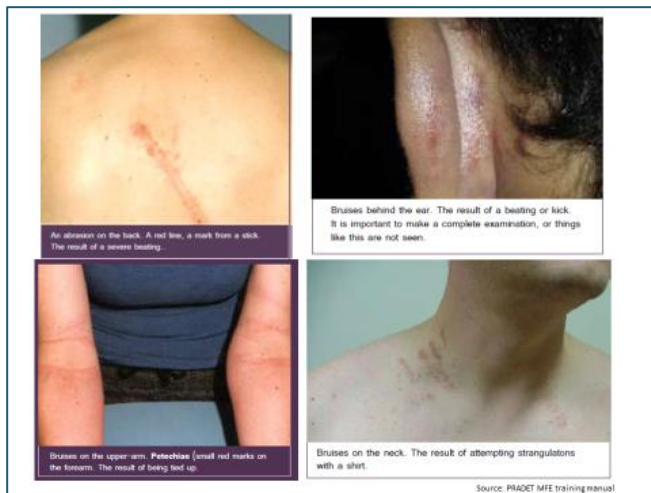 An abrasion on the back. A red line, a mark from a stick.
The result of a severe beating..
Bruises behind the ear. The result of a beating or kick.
It is important to make a complete examination, or things
like this are not seen.
Bruises on the upper-arm. Petechiae (small red marks on
the forearm. The result of being tied up.
Bruises on the neck. The result of attempting strangulatons
with a shirt.
Source: PRADET MFE training manual